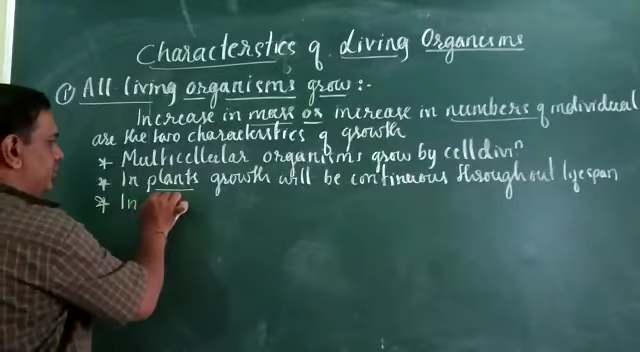 Characterstics of living Organisms
① All living organisms grow:-
Increase in mass or increase in numbers of individual
are the two characteristics of growth
* Multicellular organisms grow by cell divⁿ
* In plants growth will be continuous throughout lifespan
* In